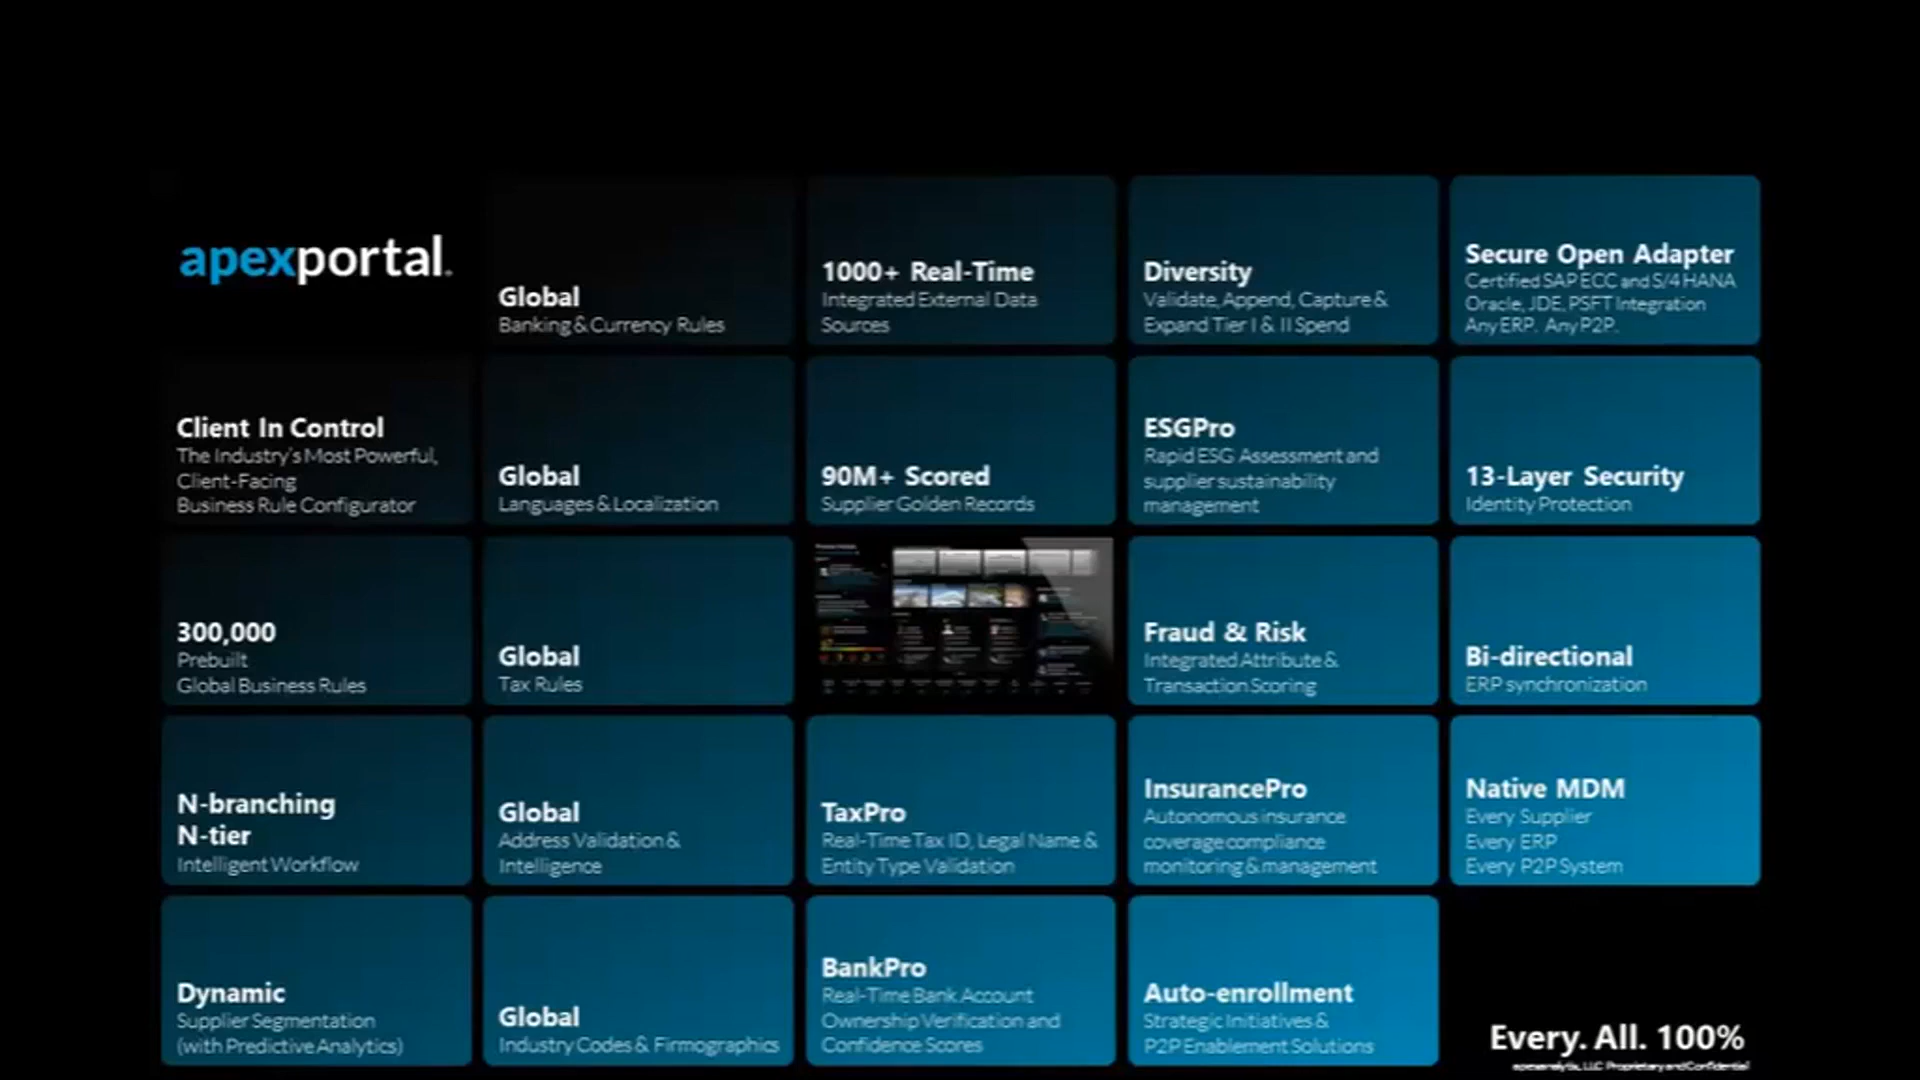 apexportal.
Global
Banking & Currency Rules
1000+ Real-Time
Integrated External Data
Sources
Diversity
Validate, Append, Capture &
Expand Tier I & II Spend
Secure Open Adapter
Certified SAP ECC and S/4 HANA
Oracle, JDE, PSFT Integration
Any ERP. Any P2P.
Client In Control
The Industry's Most Powerful,
Client-Facing
Business Rule Configurator
Global
Languages & Localization
90M+ Scored
Supplier Golden Records
ESGPro
Rapid ESG Assessment and
supplier sustainability
management
13-Layer Security
Identity Protection
300,000
Prebuilt
Global Business Rules
Global
Tax Rules
Fraud & Risk
Integrated Attribute &
Transaction Scoring
Bi-directional
ERP synchronization
N-branching
N-tier
Intelligent Workflow
Global
Address Validation &
Intelligence
TaxPro
Real-Time Tax ID, Legal Name &
Entity Type Validation
InsurancePro
Autonomous insurance
coverage compliance
monitoring & management
Native MDM
Every Supplier
Every ERP
Every P2P System
Dynamic
Supplier Segmentation
(with Predictive Analytics)
Global
Industry Codes & Firmographics
BankPro
Real-Time Bank Account
Ownership Verification and
Confidence Scores
Auto-enrollment
Strategic Initiatives &
P2P Enablement Solutions
Every. All. 100%
apexanalytix, LLC Proprietary and Confidential